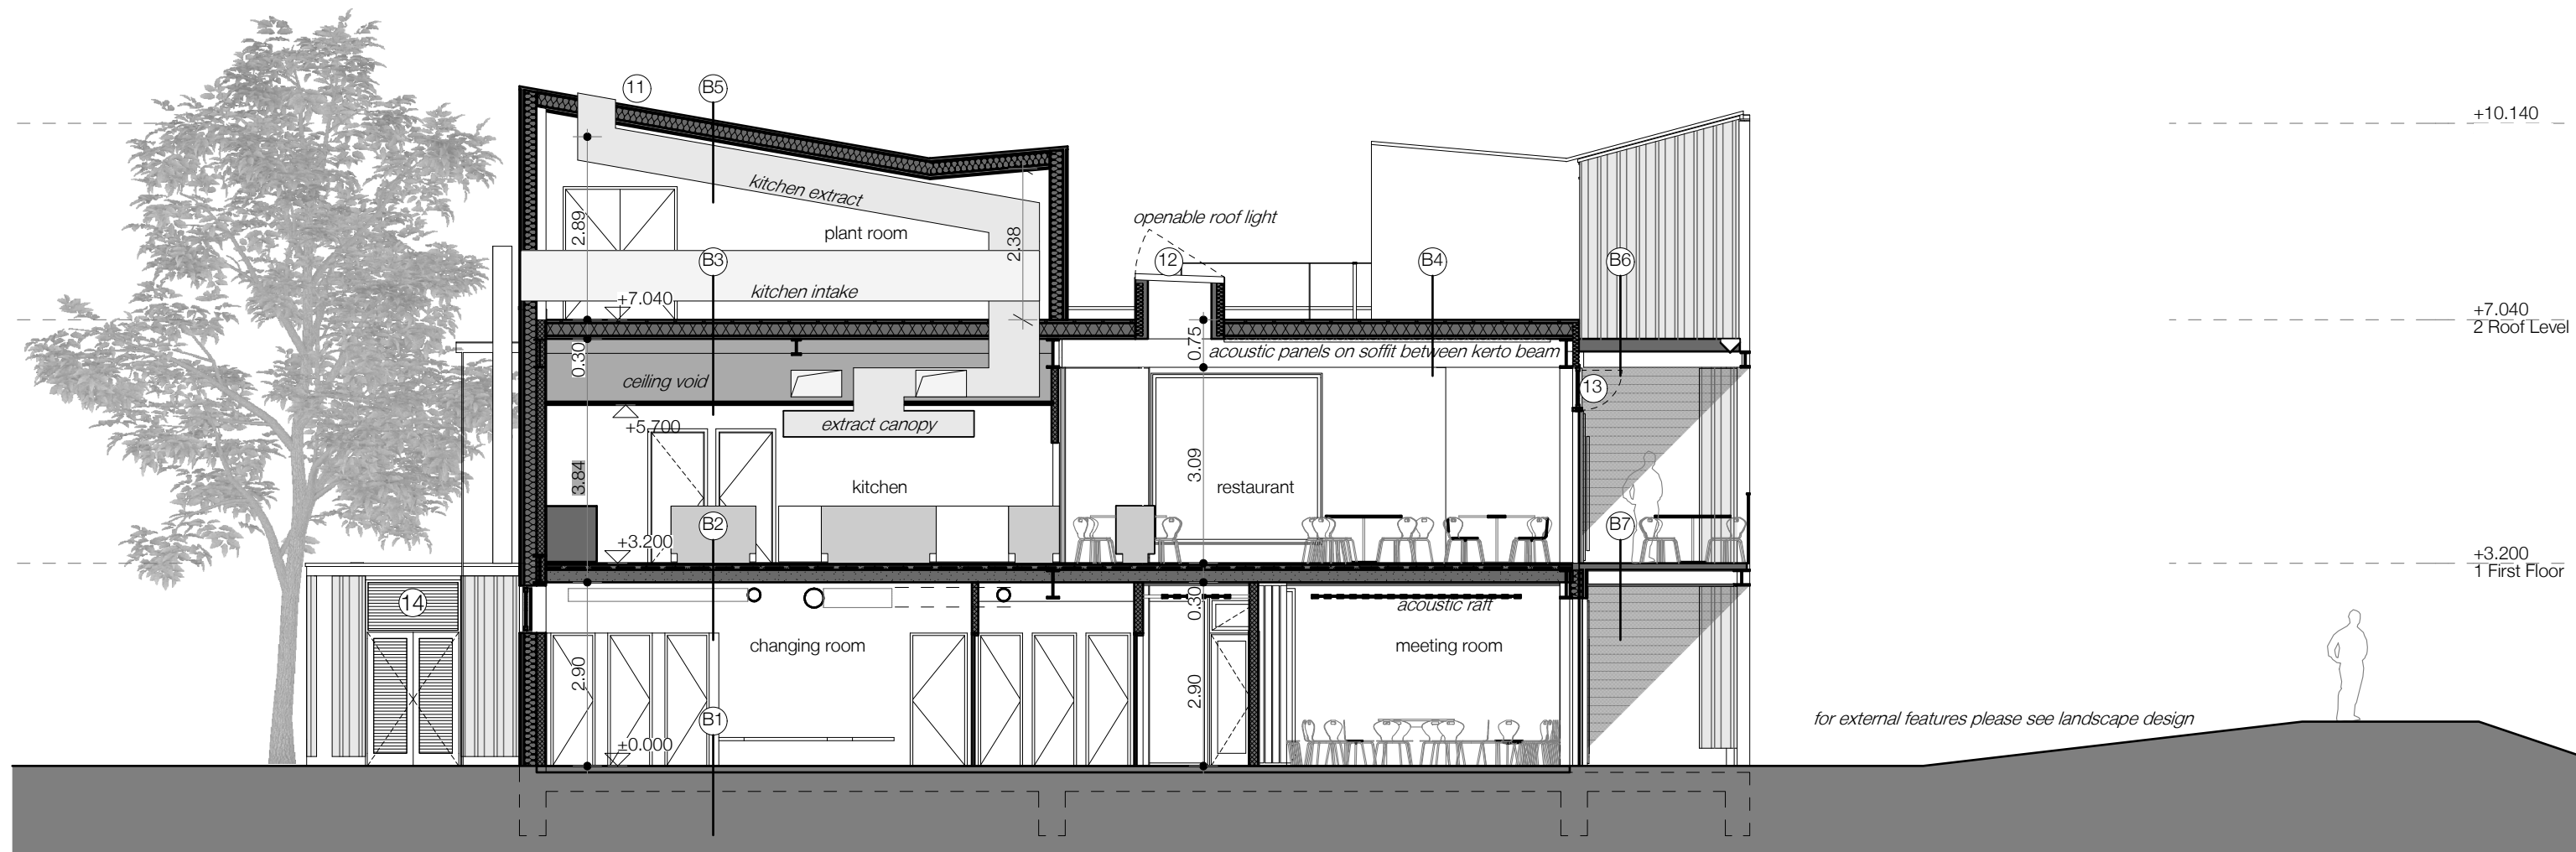 11
B5
+10.140
kitchen extract
2.89
plant room
2.38
openable roof light
B3
12
B4
B6
kitchen intake
+7.040
+7.040
2 Roof Level
0.30
0.75
acoustic panels on soffit between kerto beam
ceiling void
13
+5.700
extract canopy
3.84
kitchen
3.09
restaurant
B2
B7
+3.200
+3.200
1 First Floor
14
0.30
acoustic raft
changing room
meeting room
2.90
2.90
B1
±0.000
for external features please see landscape design